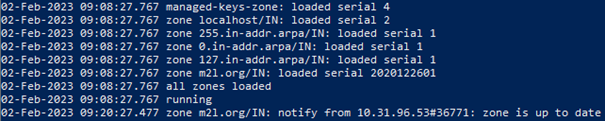 02-Feb-2023 09:08:27.767 managed-keys-zone: loaded serial 4
02-Feb-2023 09:08:27.767 zone localhost/IN: loaded serial 2
02-Feb-2023 09:08:27.767 zone 255.in-addr.arpa/IN: loaded serial 1
02-Feb-2023 09:08:27.767 zone 0.in-addr.arpa/IN: loaded serial 1
02-Feb-2023 09:08:27.767 zone 127.in-addr.arpa/IN: loaded serial 1
02-Feb-2023 09:08:27.767 zone m2l.org/IN: loaded serial 2020122601
02-Feb-2023 09:08:27.767 all zones loaded
02-Feb-2023 09:08:27.767 running
02-Feb-2023 09:20:27.477 zone m2l.org/IN: notify from 10.31.96.53#36771: zone is up to date